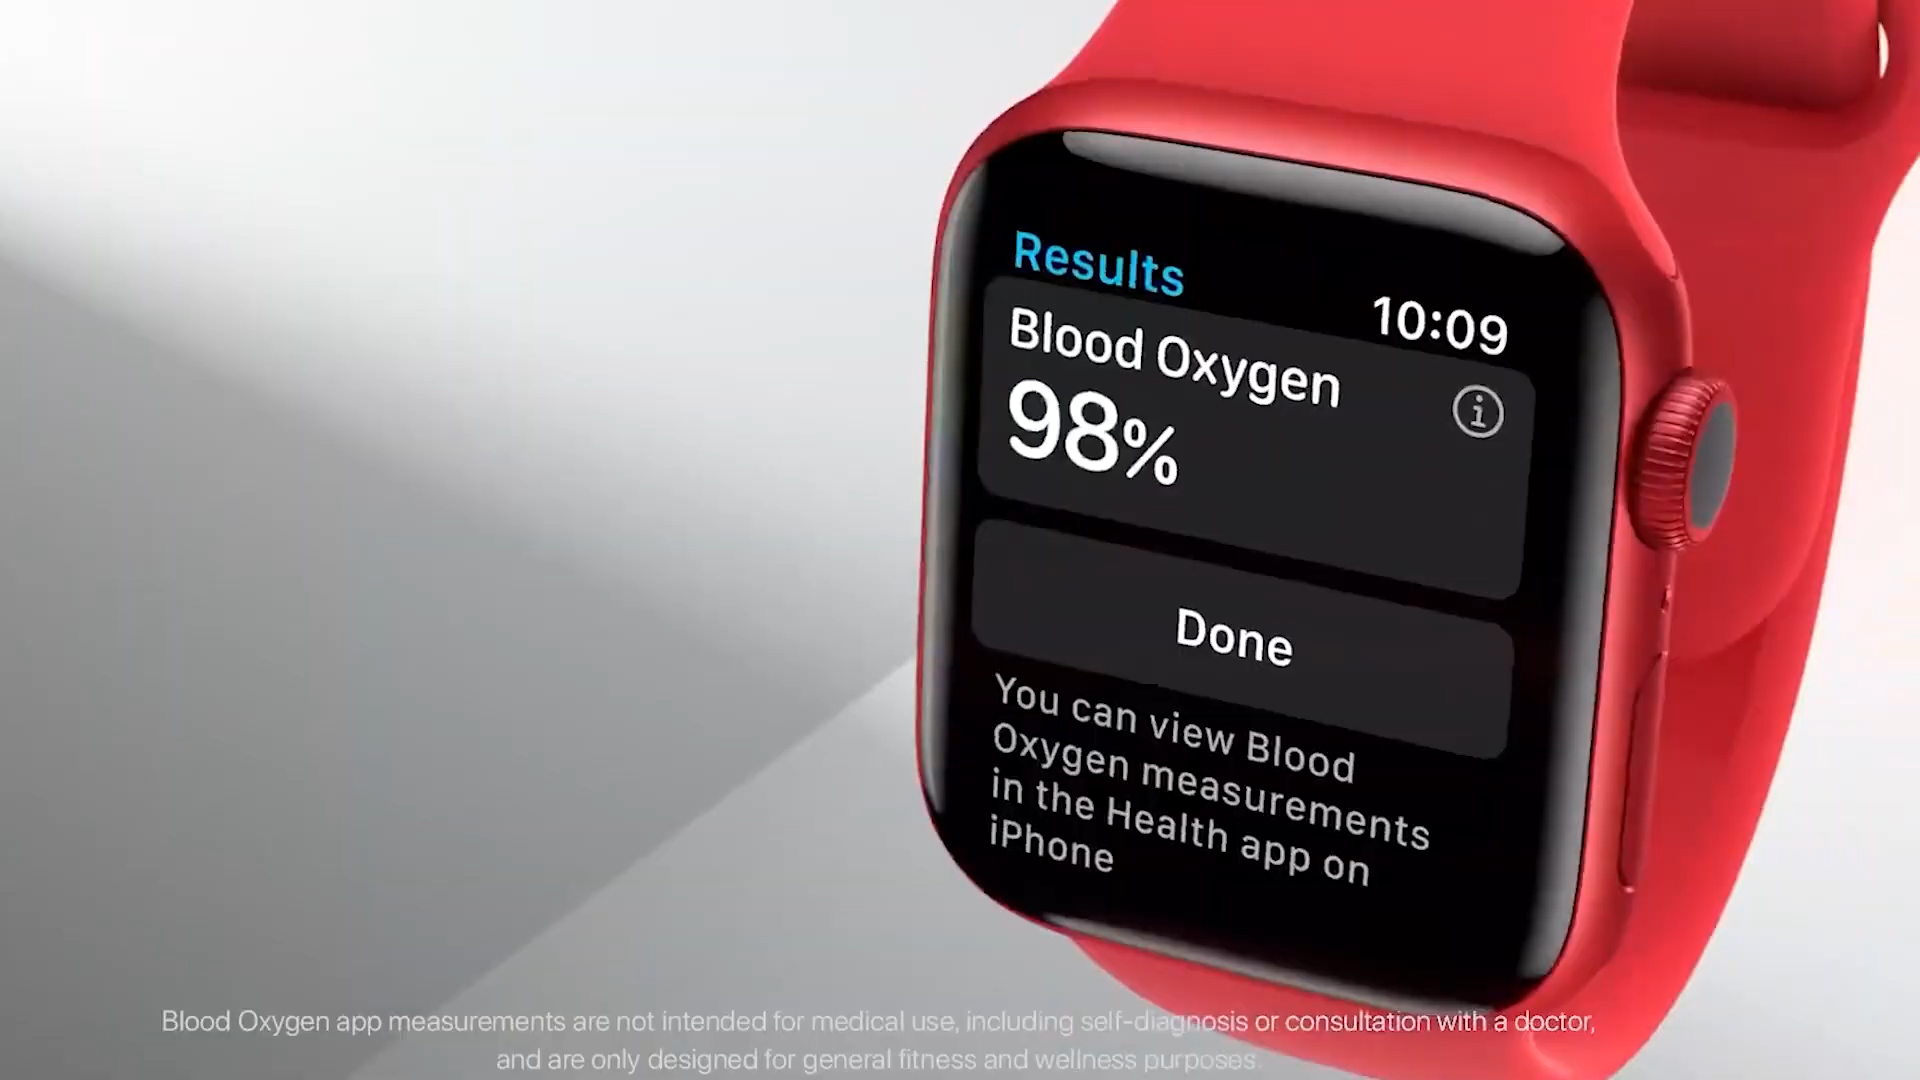 Results
10:09
Blood Oxygen
98%
Done
You can view Blood
Oxygen measurements
in the Health app on
iPhone
Blood Oxygen app measurements are not intended for medical use, including self-diagnosis or consultation with a doctor,
and are only designed for general fitness and wellness purposes.